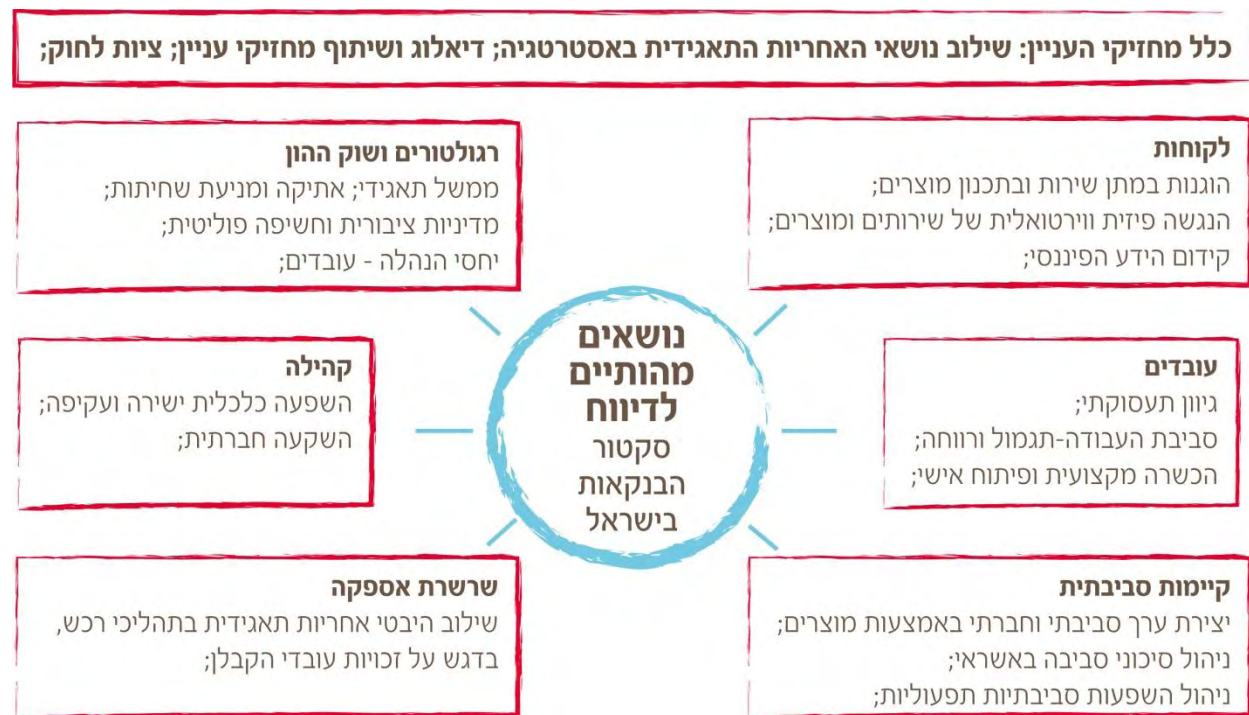 כלל מחזיקי העניין: שילוב נושאי האחריות התאגידית באסטרטגיה; דיאלוג ושיתוף מחזיקי עניין; ציות לחוק;
לקוחות
הוגנות במתן שירות ובתכנון מוצרים;
הנגשה פיזית ווירטואלית של שירותים ומוצרים;
קידום הידע הפיננסי;
רגולטורים ושוק ההון
ממשל תאגידי; אתיקה ומניעת שחיתות;
מדיניות ציבורית וחשיפה פוליטית;
יחסי הנהלה - עובדים;
נושאים
מהותיים
לדיווח
סקטור
הבנקאות
בישראל
עובדים
גיוון תעסוקתי;
סביבת העבודה-תגמול ורווחה;
הכשרה מקצועית ופיתוח אישי;
קהילה
השפעה כלכלית ישירה ועקיפה;
השקעה חברתית;
קיימות סביבתית
יצירת ערך סביבתי וחברתי באמצעות מוצרים;
ניהול סיכוני סביבה באשראי;
ניהול השפעות סביבתיות תפעוליות;
שרשרת אספקה
שילוב היבטי אחריות תאגידית בתהליכי רכש,
בדגש על זכויות עובדי הקבלן;